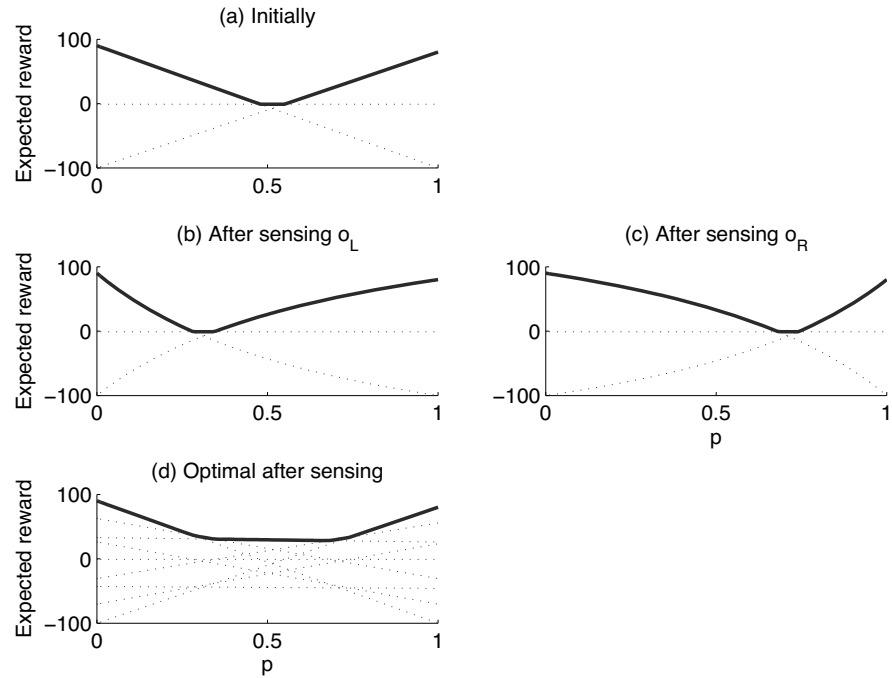 (a) Initially
Expected reward
100
0
−100
0
0.5
1
(b) After sensing o_L
Expected reward
100
0
−100
0
0.5
1
(c) After sensing o_R
Expected reward
100
0
−100
0
0.5
1
p
(d) Optimal after sensing
Expected reward
100
0
−100
0
0.5
1
p